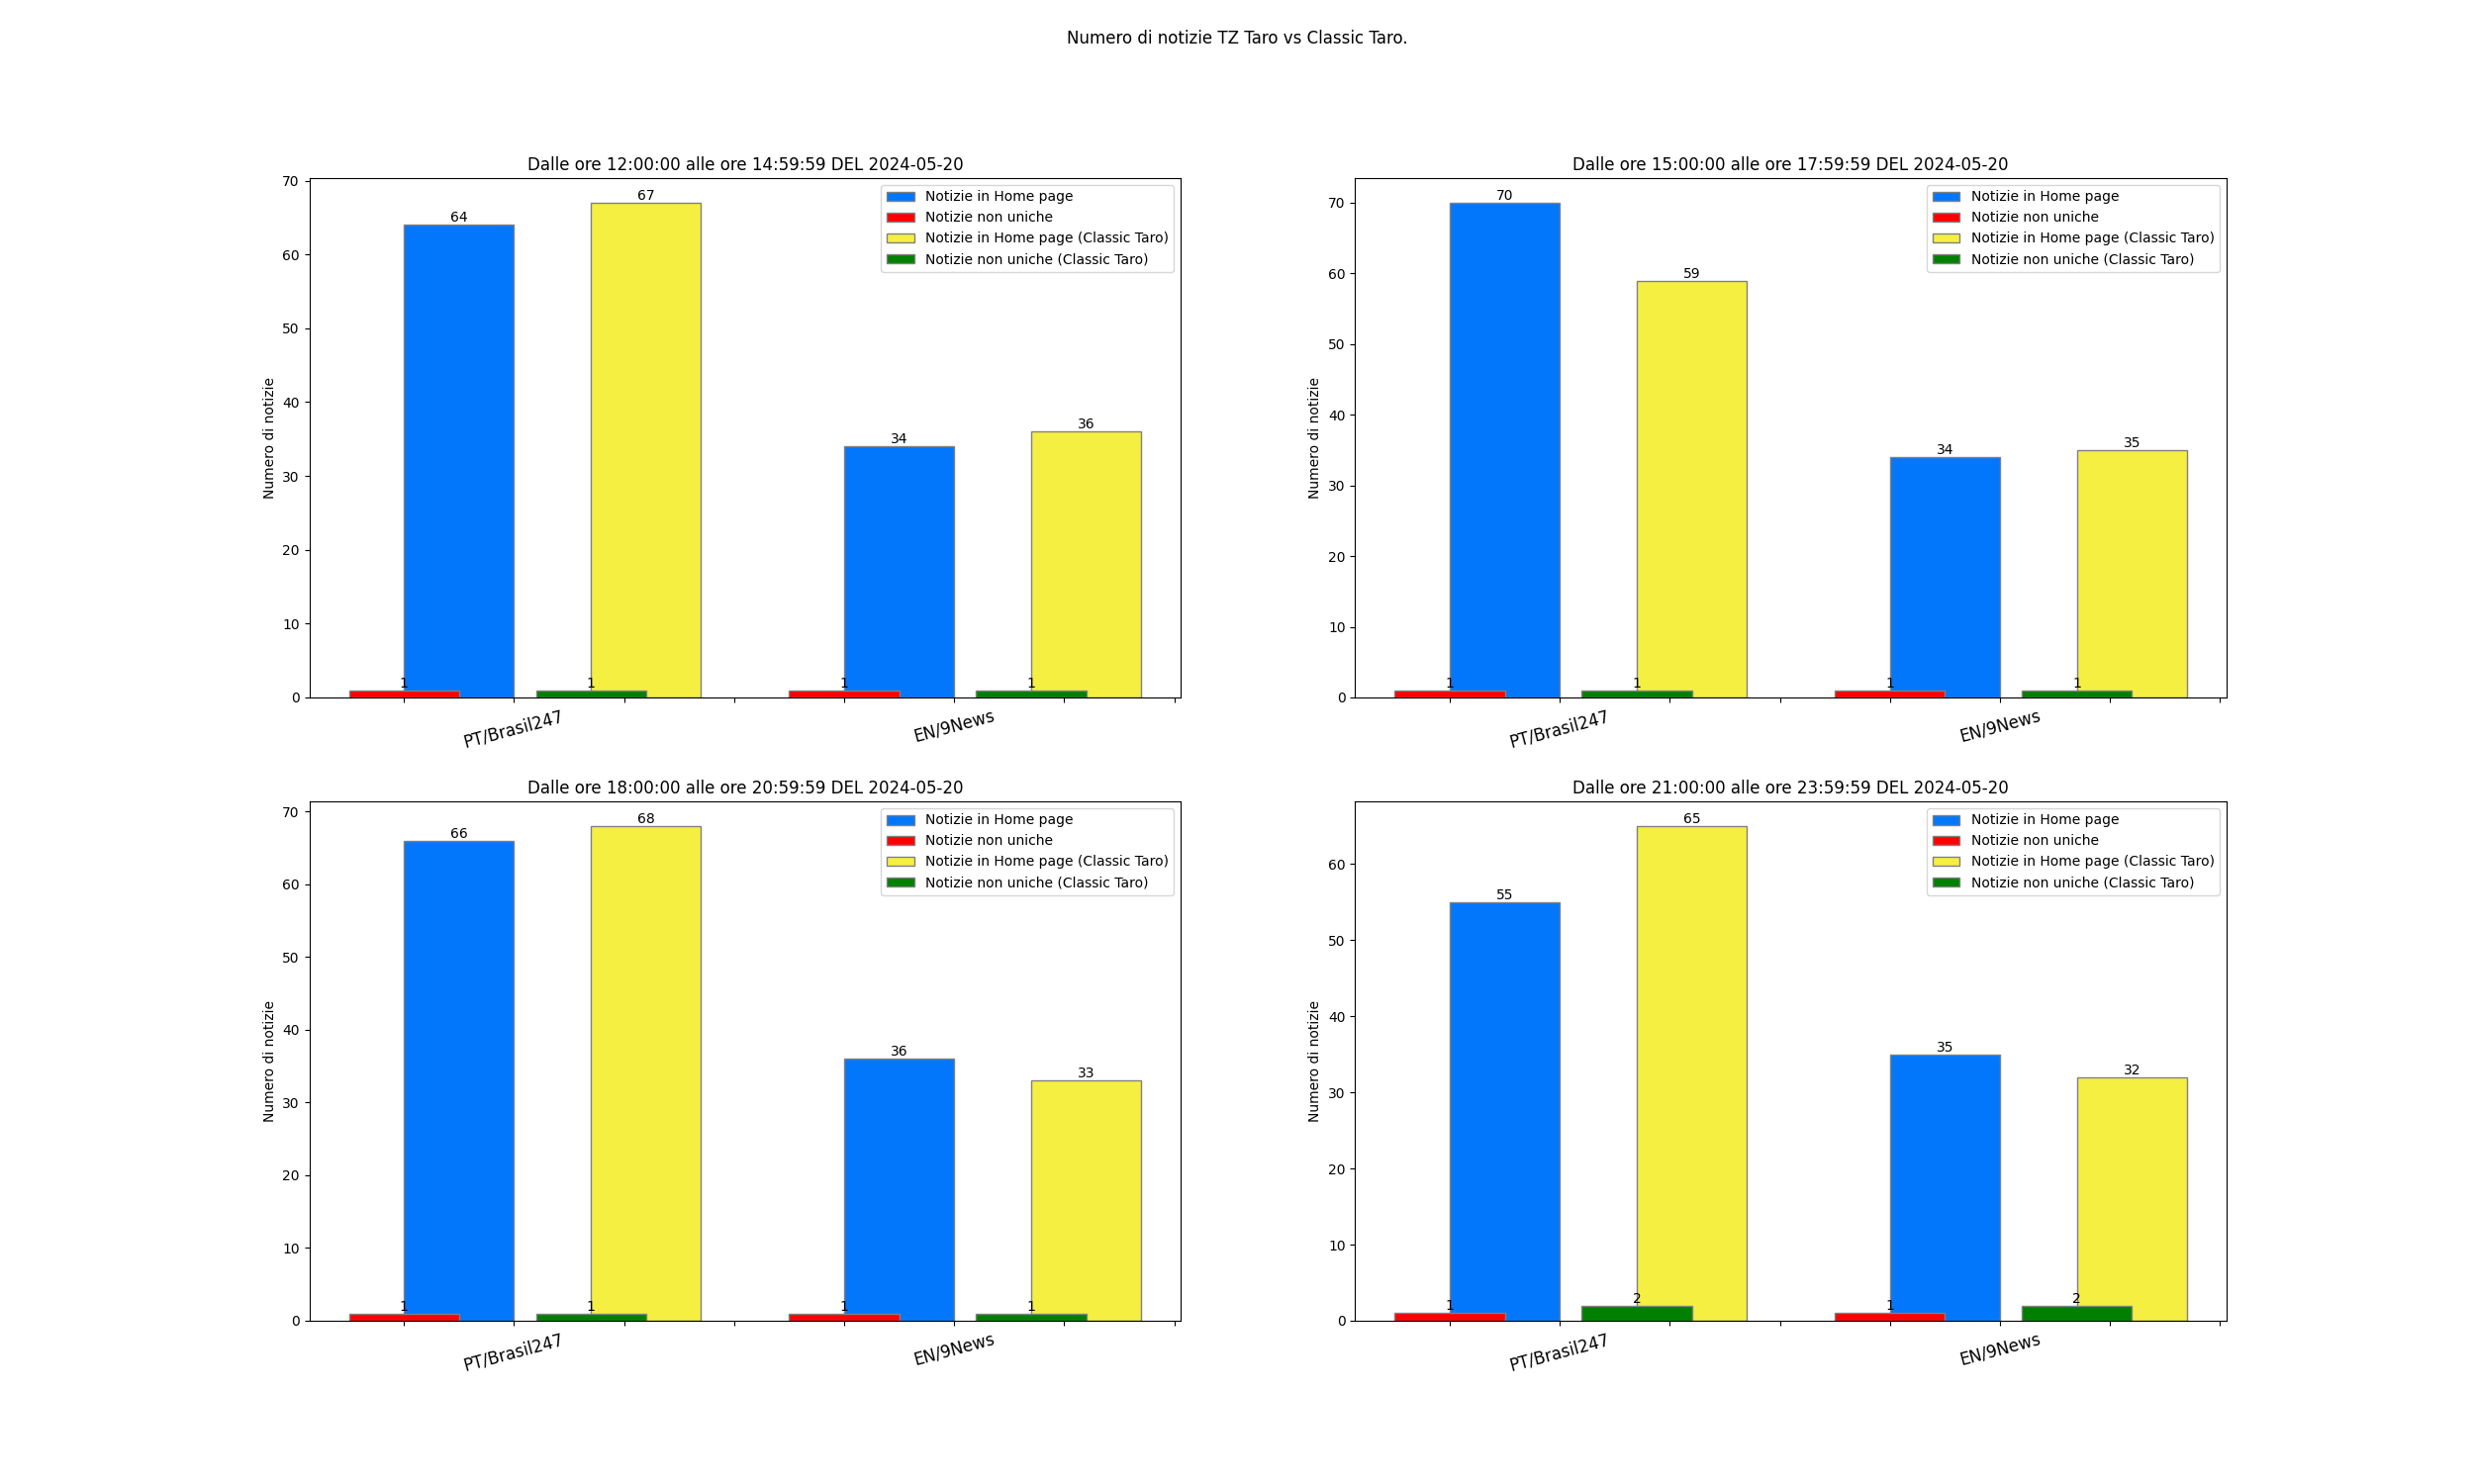 Numero di notizie TZ Taro vs Classic Taro.
Dalle ore 12:00:00 alle ore 14:59:59 DEL 2024-05-20
Numero di notizie
70
60
50
40
30
20
10
0
64
67
34
36
1
1
1
1
Notizie in Home page
Notizie non uniche
Notizie in Home page (Classic Taro)
Notizie non uniche (Classic Taro)
PT/Brasil247
EN/9News
Dalle ore 15:00:00 alle ore 17:59:59 DEL 2024-05-20
Numero di notizie
70
60
50
40
30
20
10
0
70
59
34
35
1
1
1
1
Notizie in Home page
Notizie non uniche
Notizie in Home page (Classic Taro)
Notizie non uniche (Classic Taro)
PT/Brasil247
EN/9News
Dalle ore 18:00:00 alle ore 20:59:59 DEL 2024-05-20
Numero di notizie
70
60
50
40
30
20
10
0
66
68
36
33
1
1
1
1
Notizie in Home page
Notizie non uniche
Notizie in Home page (Classic Taro)
Notizie non uniche (Classic Taro)
PT/Brasil247
EN/9News
Dalle ore 21:00:00 alle ore 23:59:59 DEL 2024-05-20
Numero di notizie
60
50
40
30
20
10
0
55
65
35
32
1
2
1
2
Notizie in Home page
Notizie non uniche
Notizie in Home page (Classic Taro)
Notizie non uniche (Classic Taro)
PT/Brasil247
EN/9News